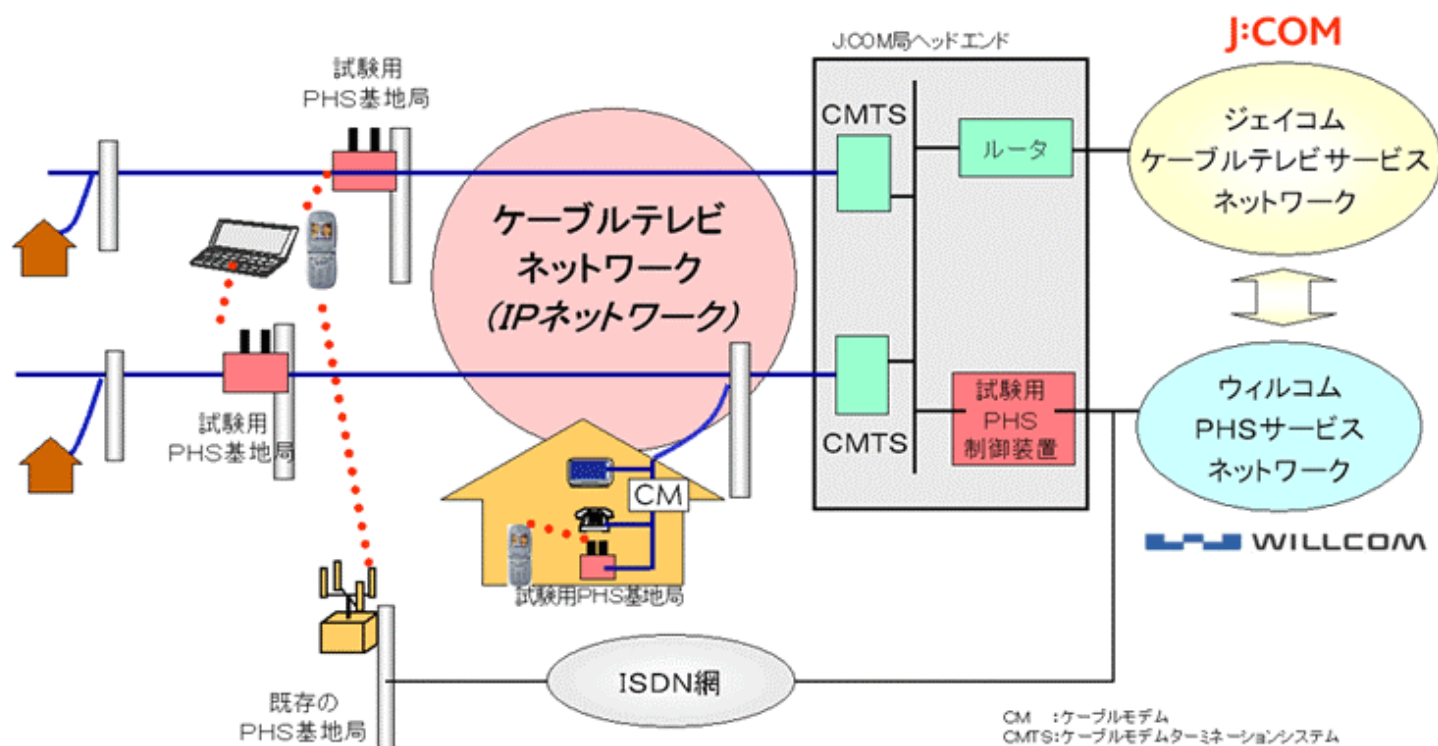 J:COM局ヘッドエンド
J:COM
試験用
PHS基地局
CMTS
ルータ
ジェイコム
ケーブルテレビサービス
ネットワーク
ケーブルテレビ
ネットワーク
(IPネットワーク)
試験用
PHS基地局
CMTS
試験用
PHS
制御装置
ウィルコム
PHSサービス
ネットワーク
WILLCOM
CM
試験用PHS基地局
既存の
PHS基地局
ISDN網
CM :ケーブルモデム
CMTS:ケーブルモデムターミネーションシステム